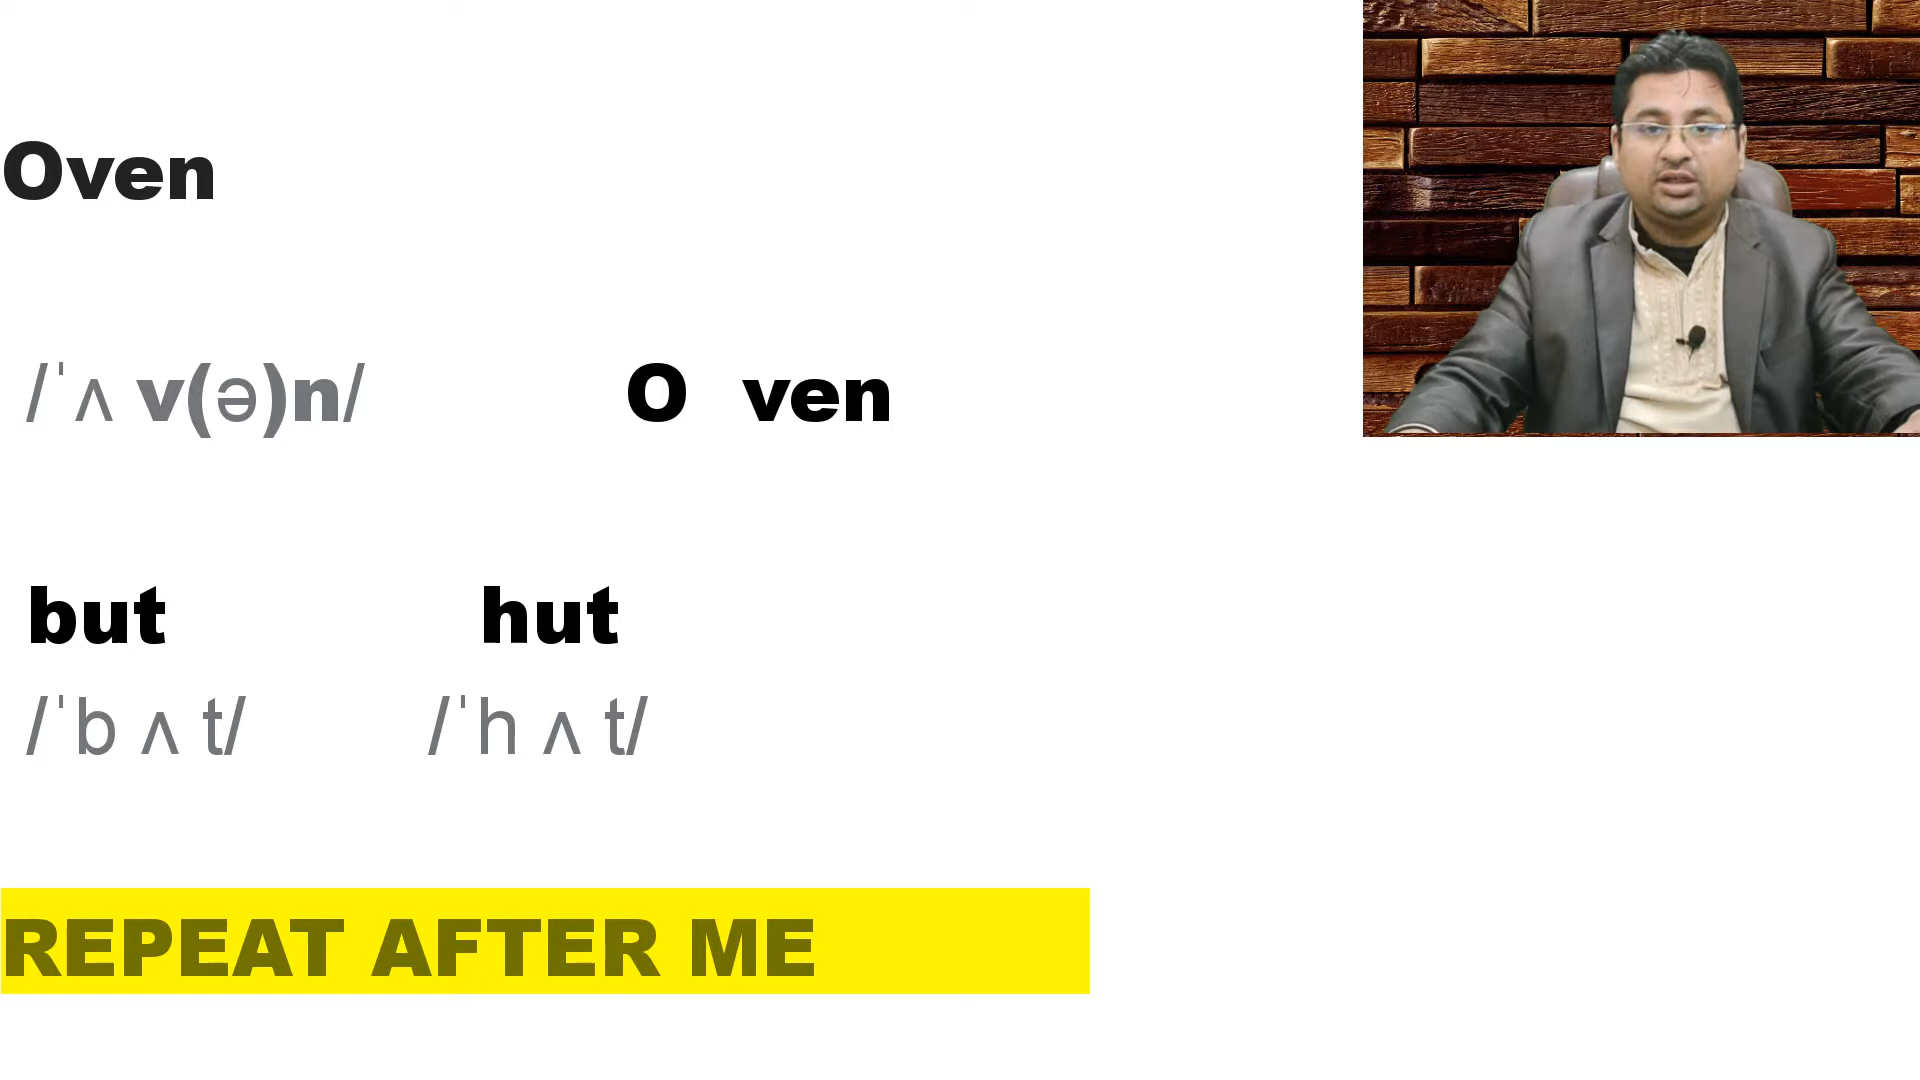 Oven
/ˈʌ v(ə)n/ O ven
but hut
/ˈb ʌ t/ /ˈh ʌ t/
REPEAT AFTER ME